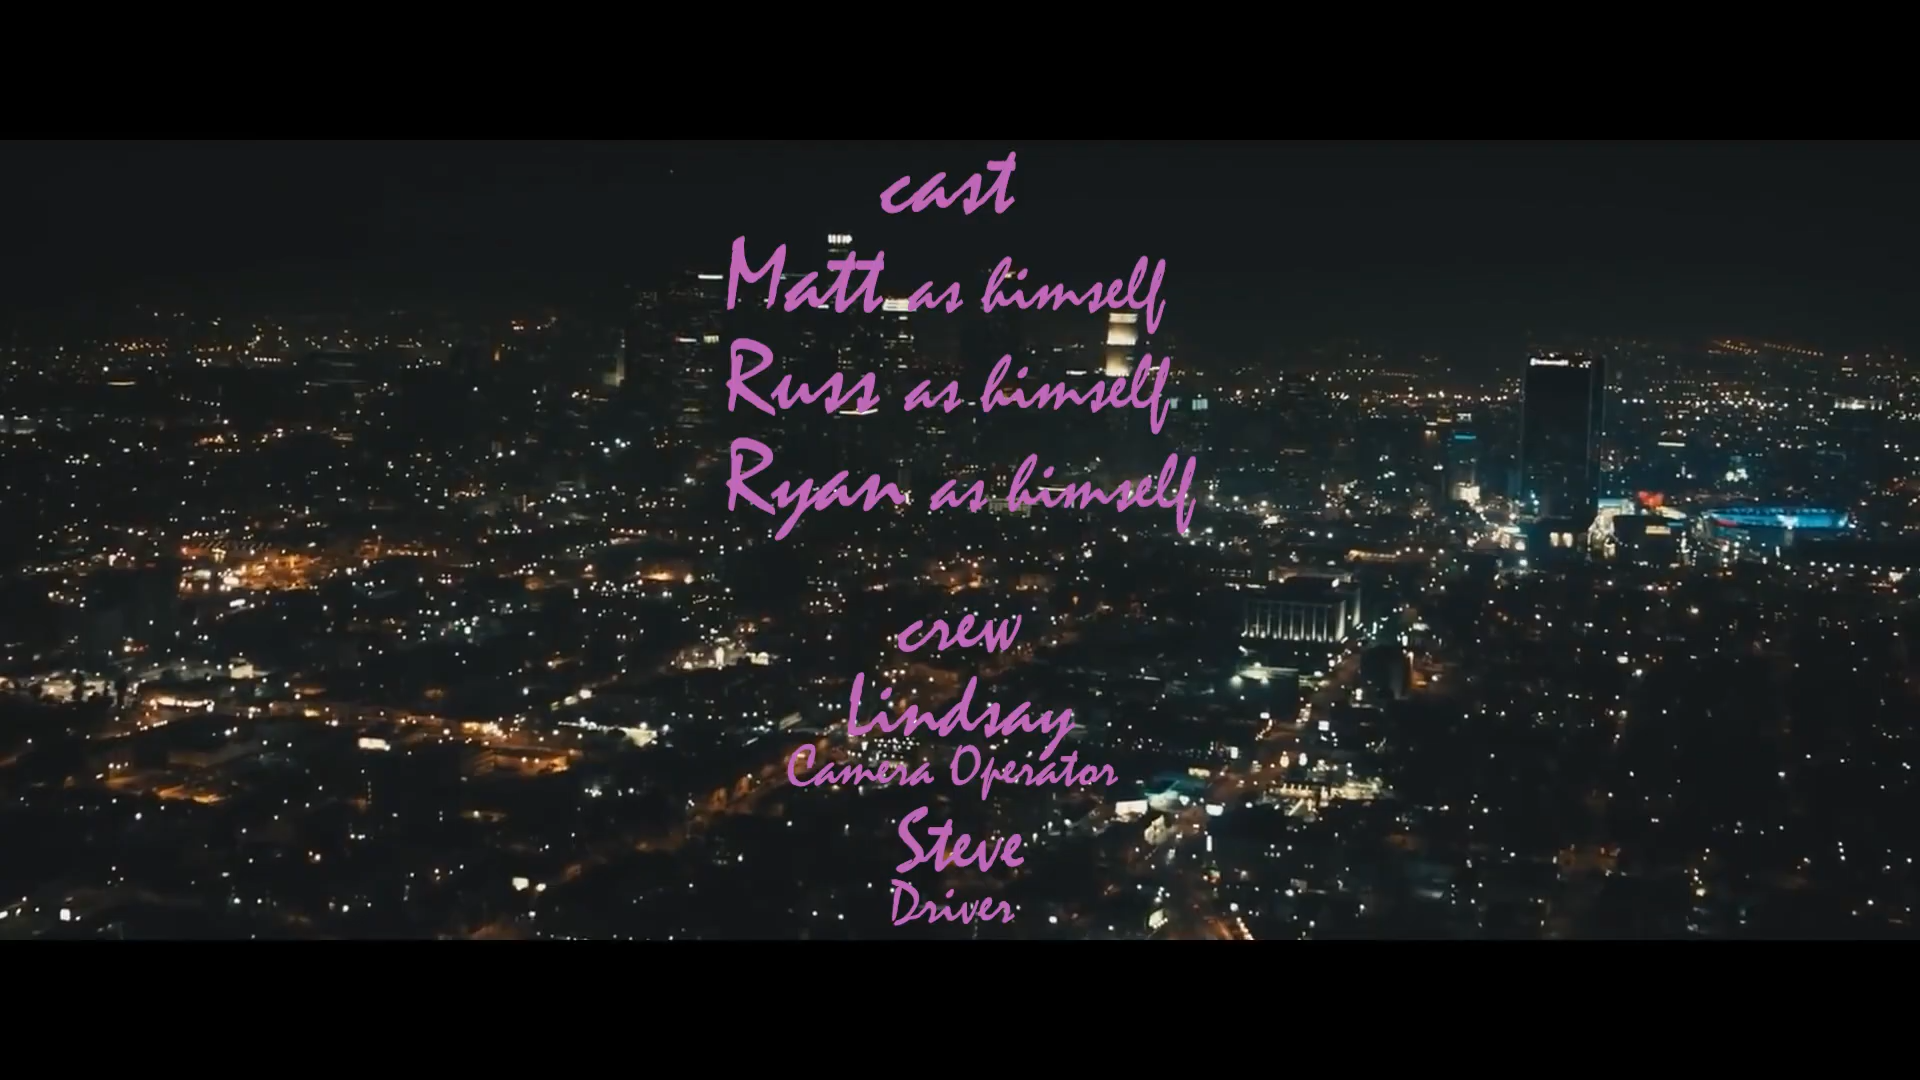 cast
Matt as himself
Russ as himself
Ryan as himself
crew
Lindsay
Camera Operator
Steve
Driver